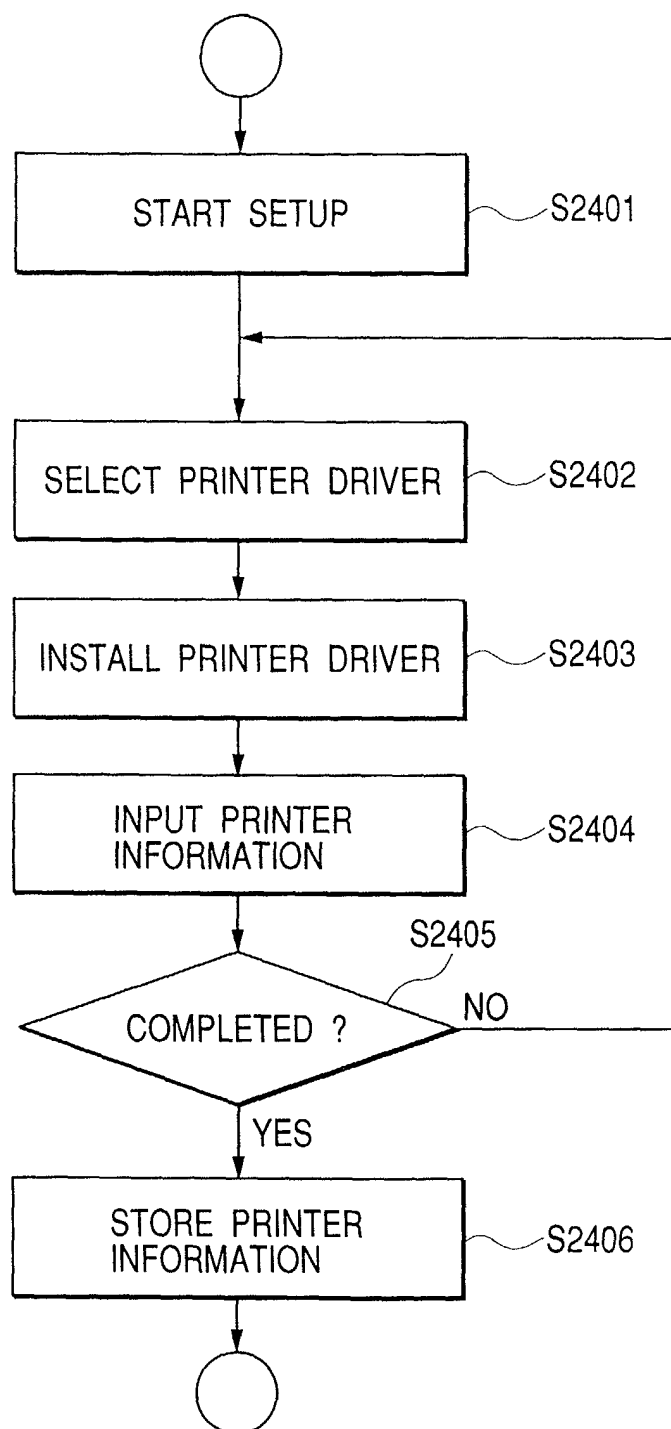 START SETUP
S2401
SELECT PRINTER DRIVER
S2402
INSTALL PRINTER DRIVER
S2403
INPUT PRINTER
INFORMATION
S2404
S2405
COMPLETED ?
NO
YES
STORE PRINTER
INFORMATION
S2406